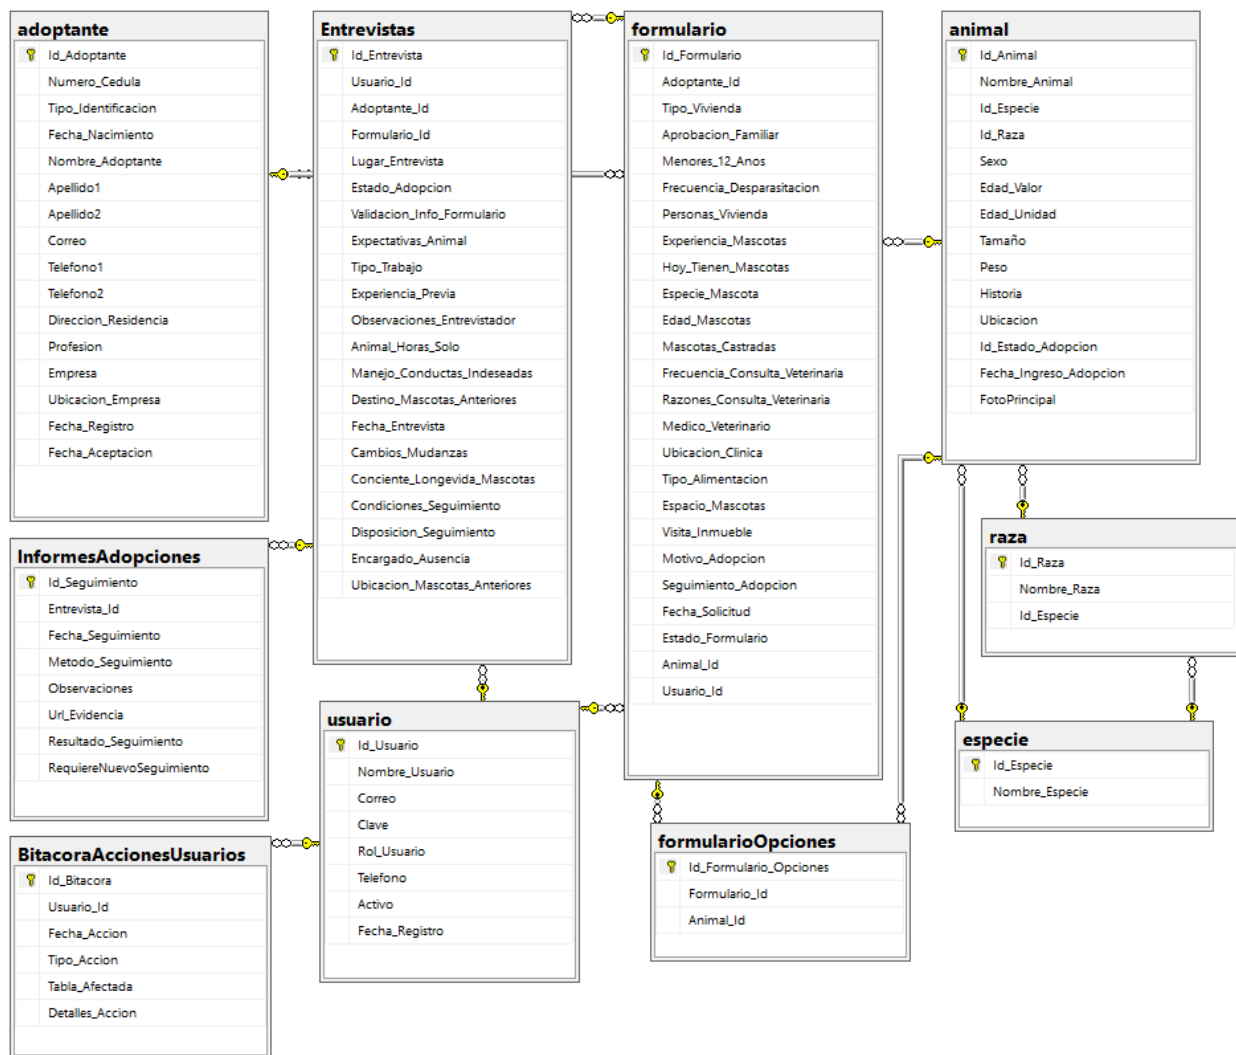 adoptante
Id_Adoptante
Numero_Cedula
Tipo_Identificacion
Fecha_Nacimiento
Nombre_Adoptante
Apellido1
Apellido2
Correo
Telefono1
Telefono2
Direccion_Residencia
Profesion
Empresa
Ubicacion_Empresa
Fecha_Registro
Fecha_Aceptacion
Entrevistas
Id_Entrevista
Usuario_Id
Adoptante_Id
Formulario_Id
Lugar_Entrevista
Estado_Adopcion
Validacion_Info_Formulario
Expectativas_Animal
Tipo_Trabajo
Experiencia_Previa
Observaciones_Entrevistador
Animal_Horas_Solo
Manejo_Conductas_Indeseadas
Destino_Mascotas_Anteriores
Fecha_Entrevista
Cambios_Mudanzas
Conciente_Longevida_Mascotas
Condiciones_Seguimiento
Disposicion_Seguimiento
Encargado_Ausencia
Ubicacion_Mascotas_Anteriores
formulario
Id_Formulario
Adoptante_Id
Tipo_Vivienda
Aprobacion_Familiar
Menores_12_Anos
Frecuencia_Desparasitacion
Personas_Vivienda
Experiencia_Mascotas
Hoy_Tienen_Mascotas
Especie_Mascota
Edad_Mascotas
Mascotas_Castradas
Frecuencia_Consulta_Veterinaria
Razones_Consulta_Veterinaria
Medico_Veterinario
Ubicacion_Clinica
Tipo_Alimentacion
Espacio_Mascotas
Visita_Inmueble
Motivo_Adopcion
Seguimiento_Adopcion
Fecha_Solicitud
Estado_Formulario
Animal_Id
Usuario_Id
animal
Id_Animal
Nombre_Animal
Id_Especie
Id_Raza
Sexo
Edad_Valor
Edad_Unidad
Tamaño
Peso
Historia
Ubicacion
Id_Estado_Adopcion
Fecha_Ingreso_Adopcion
FotoPrincipal
InformesAdopciones
Id_Seguimiento
Entrevista_Id
Fecha_Seguimiento
Metodo_Seguimiento
Observaciones
Url_Evidencia
Resultado_Seguimiento
RequiereNuevoSeguimiento
raza
Id_Raza
Nombre_Raza
Id_Especie
usuario
Id_Usuario
Nombre_Usuario
Correo
Clave
Rol_Usuario
Telefono
Activo
Fecha_Registro
especie
Id_Especie
Nombre_Especie
BitacoraAccionesUsuarios
Id_Bitacora
Usuario_Id
Fecha_Accion
Tipo_Accion
Tabla_Afectada
Detalles_Accion
formularioOpciones
Id_Formulario_Opciones
Formulario_Id
Animal_Id